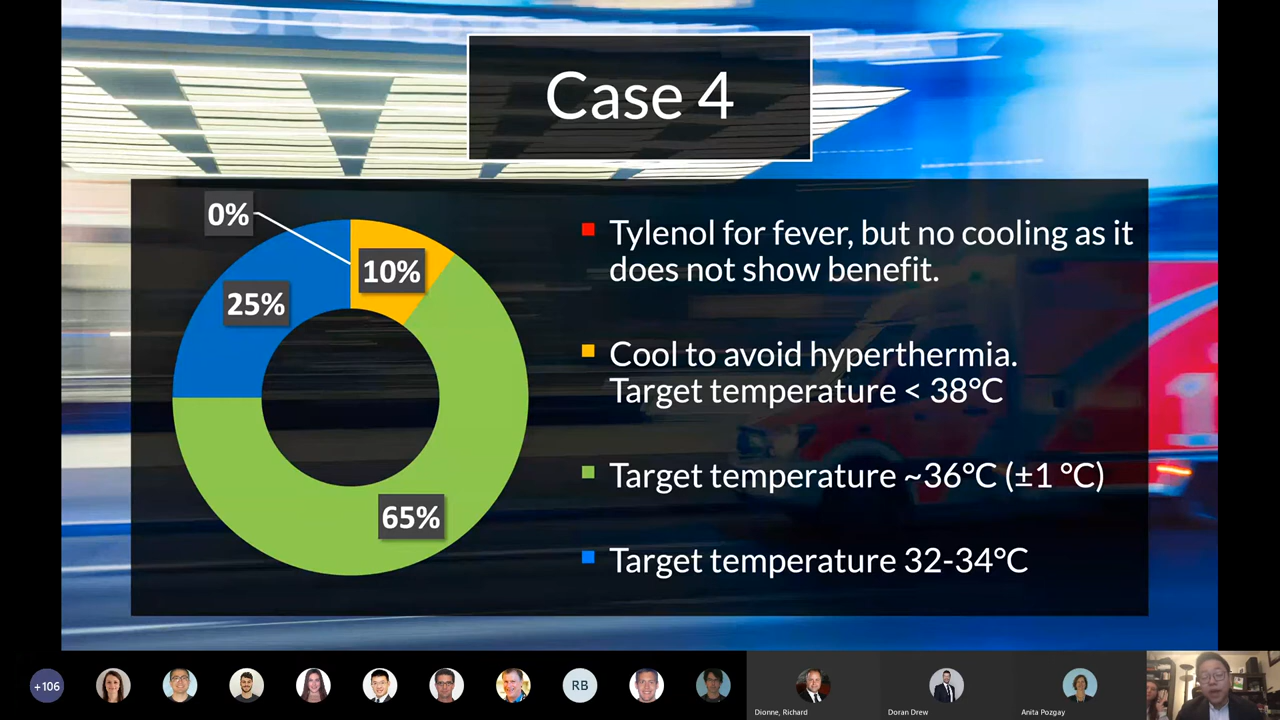 Case 4
0%
10%
25%
65%
Tylenol for fever, but no cooling as it
does not show benefit.
Cool to avoid hyperthermia.
Target temperature < 38°C
Target temperature ~36°C (±1 °C)
Target temperature 32-34°C
+106
RB
Dionne, Richard
Doran Drew
Anita Pozgay